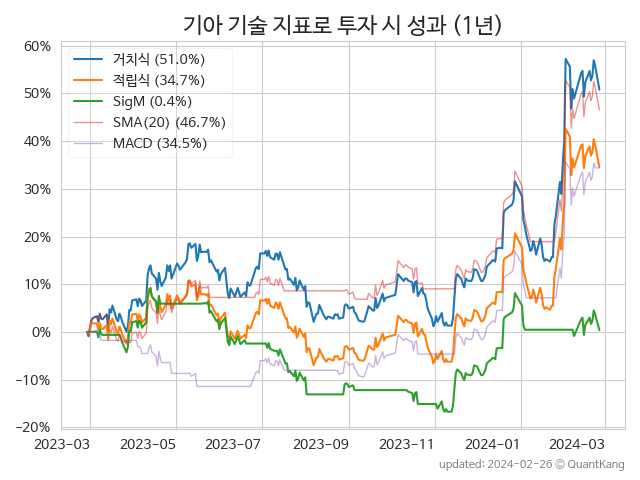 기아 기술 지표로 투자 시 성과 (1년)
60%
50%
40%
30%
20%
10%
0%
−10%
−20%
거치식 (51.0%)
적립식 (34.7%)
SigM (0.4%)
SMA(20) (46.7%)
MACD (34.5%)
2023-03
2023-05
2023-07
2023-09
2023-11
2024-01
2024-03
updated: 2024-02-26 © QuantKang